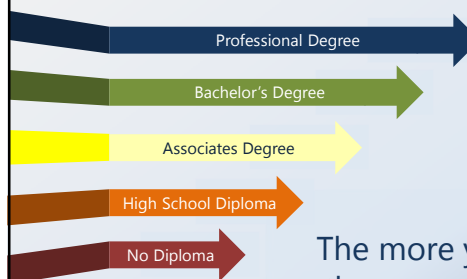 Professional Degree
Bachelor's Degree
Associates Degree
High School Diploma
No Diploma
The more